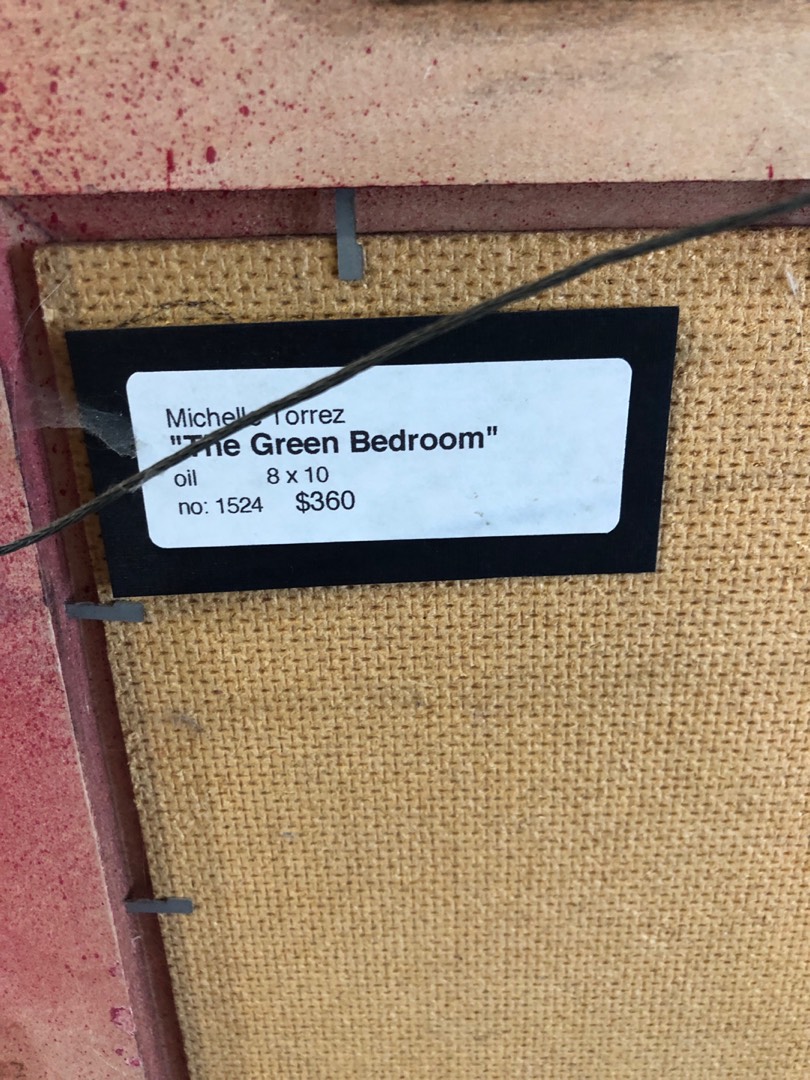 Michelle Torrez
"The Green Bedroom"
oil 8 x 10
no: 1524 $360